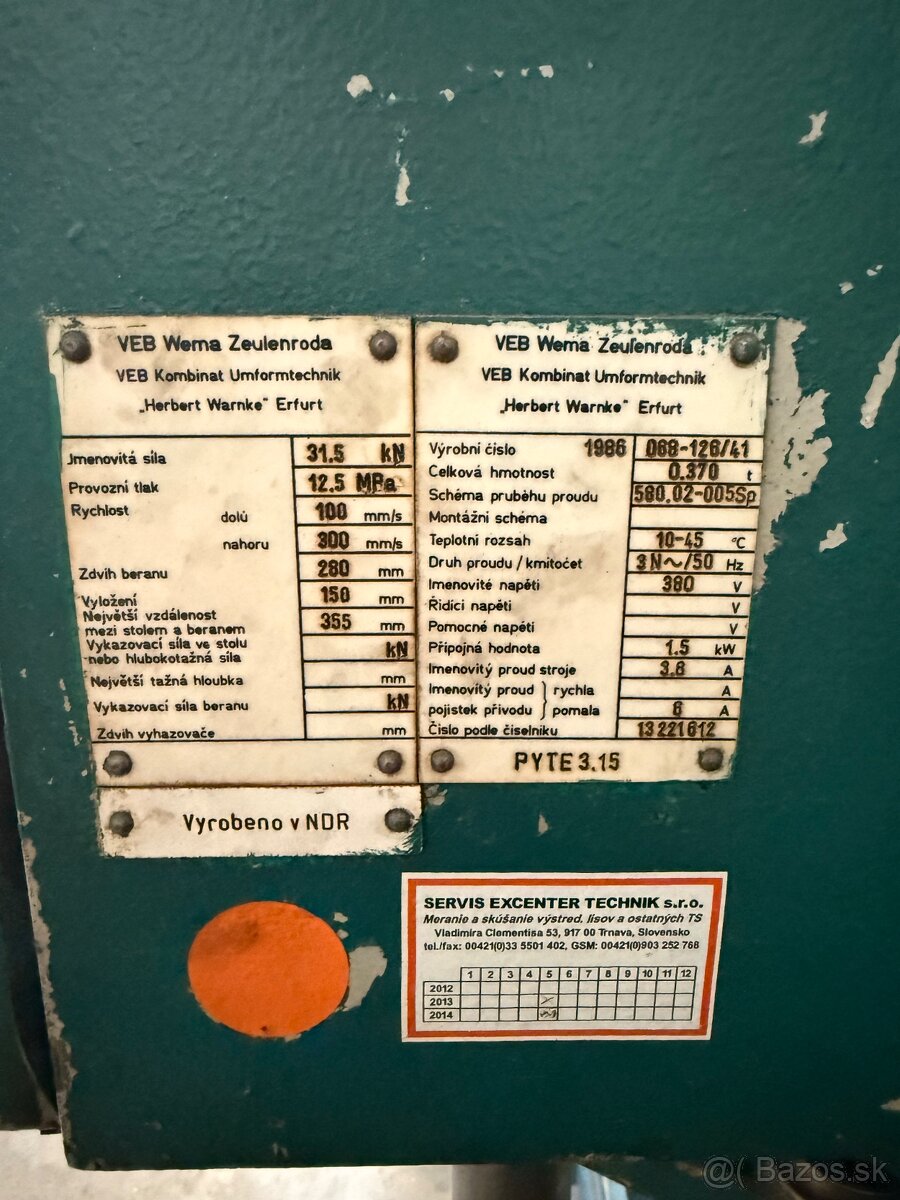 VEB Wema Zeulenroda
VEB Kombinat Umformtechnik
„Herbert Warnke" Erfurt
Jmenovitá síla 31.5 kN
Provozní tlak 12.5 MPa
Rychlost dolů 100 mm/s
nahoru 300 mm/s
Zdvih beranu 280 mm
Vyložení 150 mm
Největší vzdálenost
mezi stolem a beranem 355 mm
Vykazovací síla ve stolu
nebo hlubokotažná síla kN
Největší tažná hloubka mm
Vykazovací síla beranu kN
Zdvih vyhazovače mm
Vyrobeno v NDR
VEB Wema Zeulenroda
VEB Kombinat Umformtechnik
„Herbert Warnke" Erfurt
Výrobní číslo 1986 068-126/41
Celková hmotnost 0.370 t
Schéma pruběhu proudu 580.02-005Sp
Montážní schéma
Teplotní rozsah 10-45 °C
Druh proudu / kmitočet 3N~/50 Hz
Jmenovité napětí 380 V
Řídící napětí V
Pomocné napětí V
Přípojná hodnota 1.5 kW
Jmenovitý proud stroje 3.8 A
Jmenovitý proud } rychla A
pojistek přívodu } pomala 6 A
Číslo podle číselníku 13 221 612
PYTE 3.15
SERVIS EXCENTER TECHNIK s.r.o.
Meranie a skúšanie výstred. lisov a ostatných TS
Vladimíra Clementisa 53, 917 00 Trnava, Slovensko
tel./fax: 00421(0)33 5501 402, GSM: 00421(0)903 252 768
1 2 3 4 5 6 7 8 9 10 11 12
2012
2013
2014
@( Bazos.sk